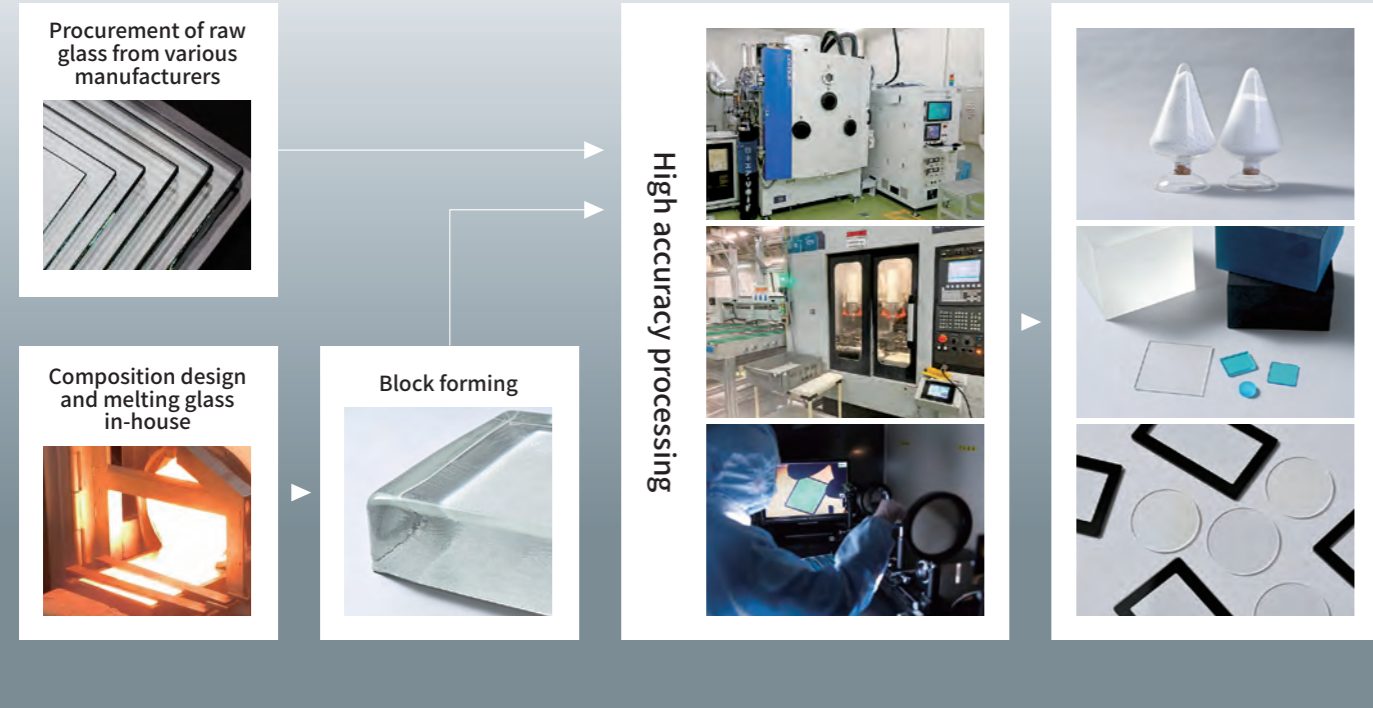 Procurement of raw
glass from various
manufacturers
Composition design
and melting glass
in-house
Block forming
High accuracy processing